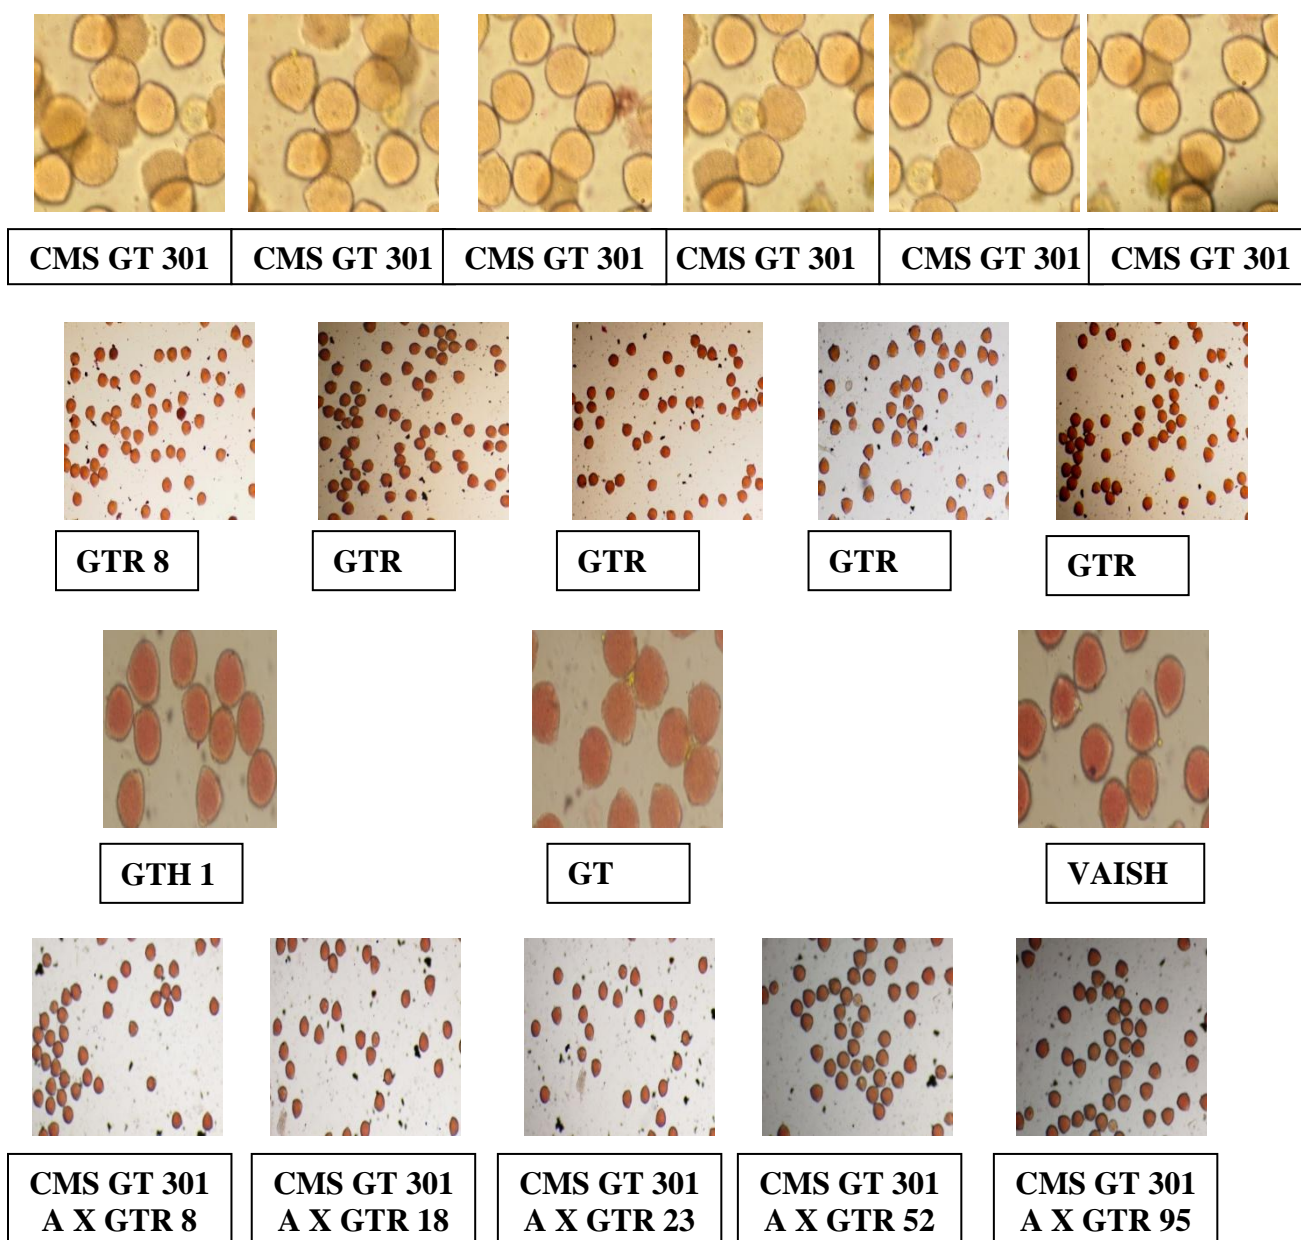 CMS GT 301 CMS GT 301 CMS GT 301 CMS GT 301 CMS GT 301 CMS GT 301
GTR 8 GTR GTR GTR GTR
GTH 1 GT VAISH
CMS GT 301 CMS GT 301 CMS GT 301 CMS GT 301 CMS GT 301
A X GTR 8 A X GTR 18 A X GTR 23 A X GTR 52 A X GTR 95